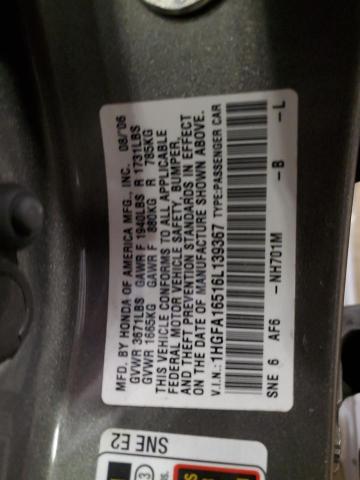 MFD. BY HONDA OF AMERICA MFG., INC. 08/'06
GVWR 3671LBS GAWR F 1940LBS R 1731LBS
GVWR 1665KG GAWR F 880KG R 785KG
THIS VEHICLE CONFORMS TO ALL APPLICABLE
FEDERAL MOTOR VEHICLE SAFETY, BUMPER,
AND THEFT PREVENTION STANDARDS IN EFFECT
ON THE DATE OF MANUFACTURE SHOWN ABOVE.
V.I.N.: 1HGFA16516L139367 TYPE:PASSENGER CAR
SNE 6 AF6 -NH701M -B -L
SNE E2